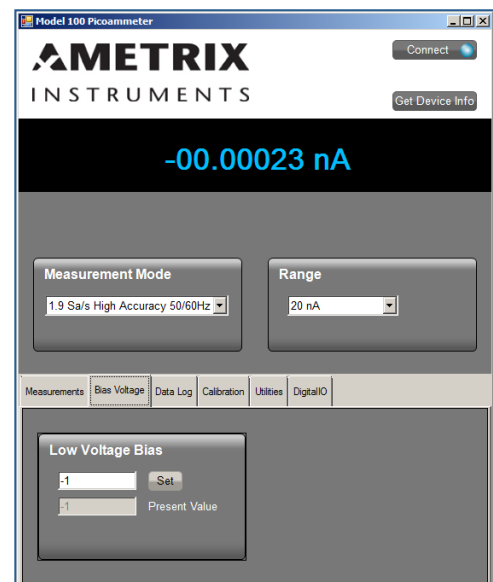 Model 100 Picoammeter
AMETRIX
INSTRUMENTS
Connect
Get Device Info
-00.00023 nA
Measurement Mode
1.9 Sa/s High Accuracy 50/60Hz
Range
20 nA
Measurements Bias Voltage Data Log Calibration Utilities DigitalIO
Low Voltage Bias
-1
Set
-1
Present Value